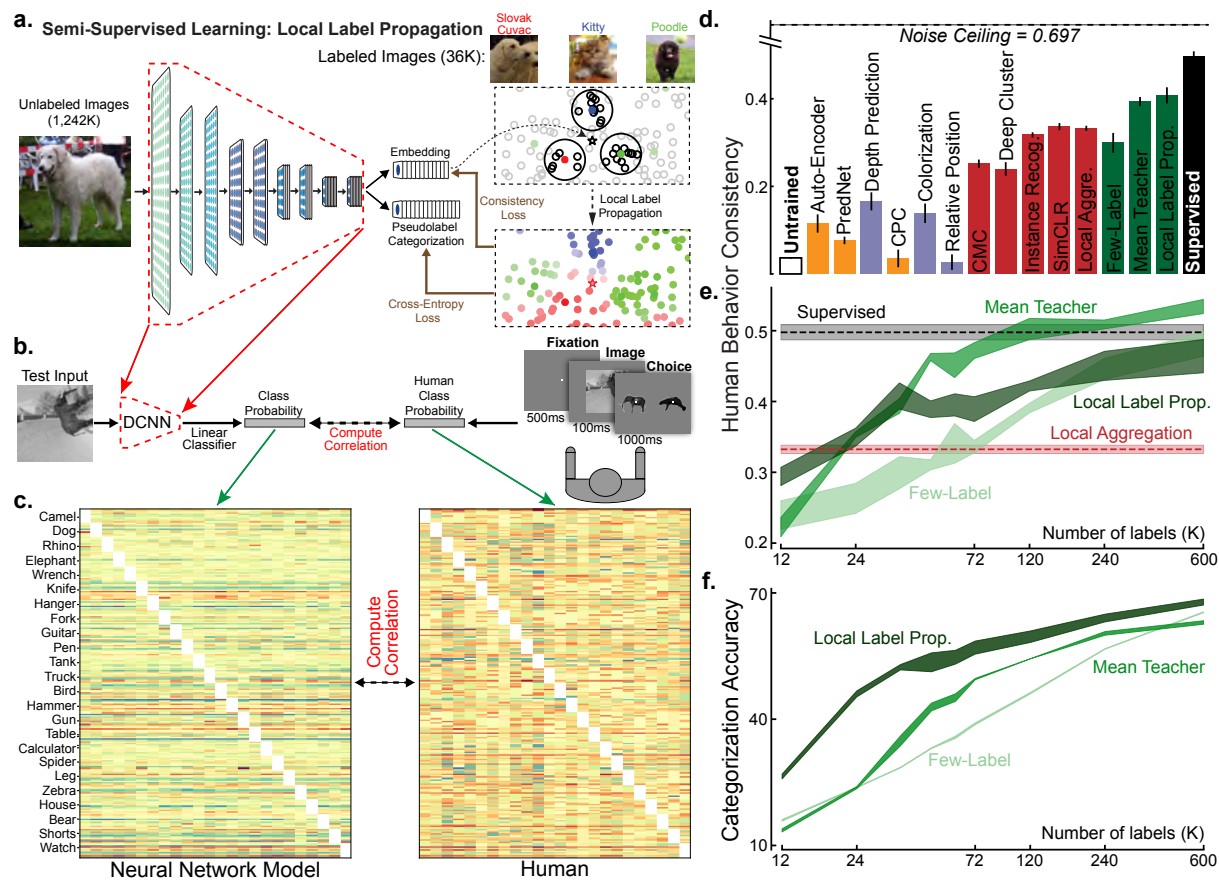 a.
Semi-Supervised Learning: Local Label Propagation
Slovak
Cuvac
Kitty
Poodle
Labeled Images (36K):
Unlabeled Images
(1,242K)
Embedding
Pseudolabel
Categorization
Consistency
Loss
Local Label
Propagation
Cross-Entropy
Loss
b.
Test Input
DCNN
Linear
Classifier
Class
Probability
Compute
Correlation
Human
Class
Probability
Fixation
Image
Choice
500ms
100ms
1000ms
c.
Camel
Dog
Rhino
Elephant
Wrench
Knife
Hanger
Fork
Guitar
Pen
Tank
Truck
Bird
Hammer
Gun
Table
Calculator
Spider
Leg
Zebra
House
Bear
Shorts
Watch
Compute
Correlation
Neural Network Model
Human
d.
Noise Ceiling = 0.697
0.4
0.2
Untrained
Auto-Encoder
PredNet
Depth Prediction
CPC
Colorization
Relative Position
CMC
Deep Cluster
Instance Recog.
SimCLR
Local Aggre.
Few-Label
Mean Teacher
Local Label Prop.
Supervised
Human Behavior Consistency
e.
Supervised
Mean Teacher
Local Label Prop.
Local Aggregation
Few-Label
Number of labels (K)
0.5
0.4
0.3
0.2
12
24
72
120
240
600
f.
Categorization Accuracy
70
40
10
Local Label Prop.
Mean Teacher
Few-Label
Number of labels (K)
12
24
72
120
240
600